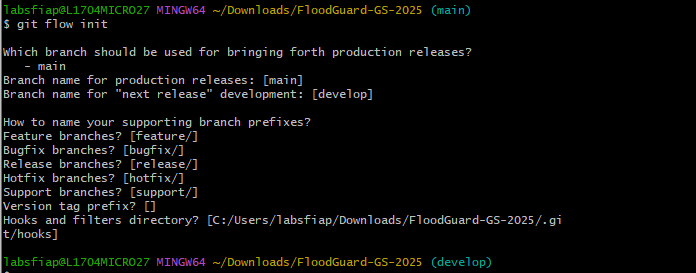 labsfiap@L1704MICRO27 MINGW64 ~/Downloads/FloodGuard-GS-2025 (main)
$ git flow init
Which branch should be used for bringing forth production releases?
- main
Branch name for production releases: [main]
Branch name for "next release" development: [develop]
How to name your supporting branch prefixes?
Feature branches? [feature/]
Bugfix branches? [bugfix/]
Release branches? [release/]
Hotfix branches? [hotfix/]
Support branches? [support/]
Version tag prefix? []
Hooks and filters directory? [C:/Users/labsfiap/Downloads/FloodGuard-GS-2025/.gi
t/hooks]
labsfiap@L1704MICRO27 MINGW64 ~/Downloads/FloodGuard-GS-2025 (develop)